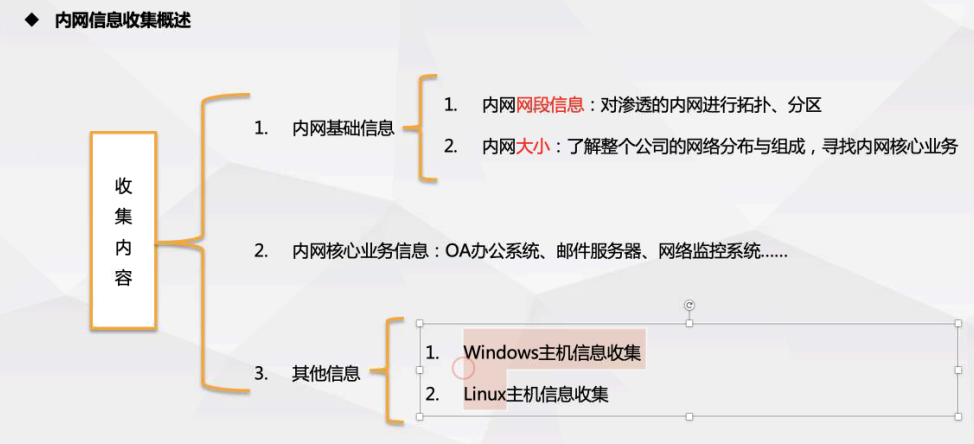 ◆ 内网信息收集概述
收
集
内
容
1. 内网基础信息
1. 内网网段信息：对渗透的内网进行拓扑、分区
2. 内网大小：了解整个公司的网络分布与组成，寻找内网核心业务
2. 内网核心业务信息：OA办公系统、邮件服务器、网络监控系统......
3. 其他信息
1. Windows主机信息收集
2. Linux主机信息收集